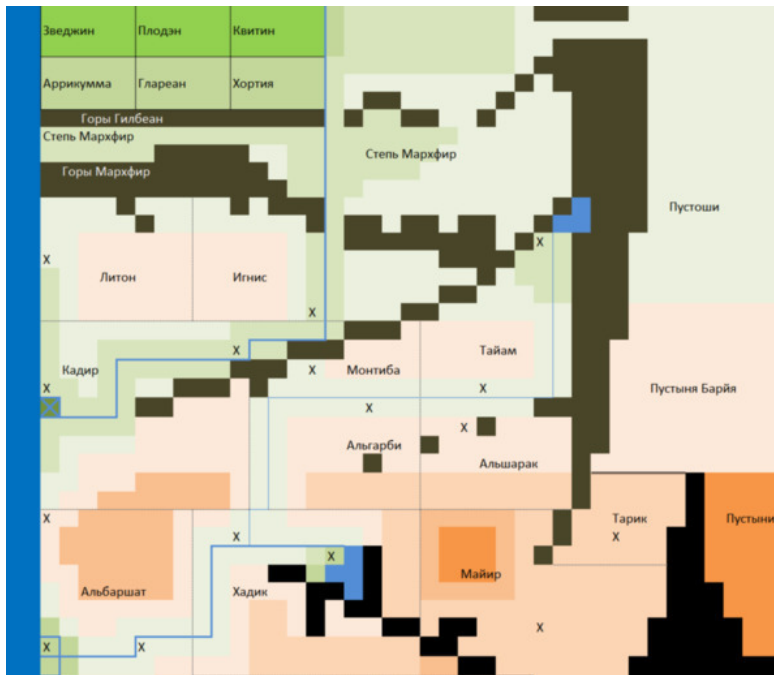 Зведжин Плодэн Квитин
Аррикумма Глареан Хортия
Горы Гилбеан
Степь Мархфир
Степь Мархфир
Горы Мархфир
Пустоши
X
X
Литон Игнис
X
X
Тайам
Кадир X Монтиба
X X Пустыня Барйя
X
X
Альгарби
Альшарак
X Тарик Пустыни
X X
X
Майир
Альбаршат Хадик
X
X X